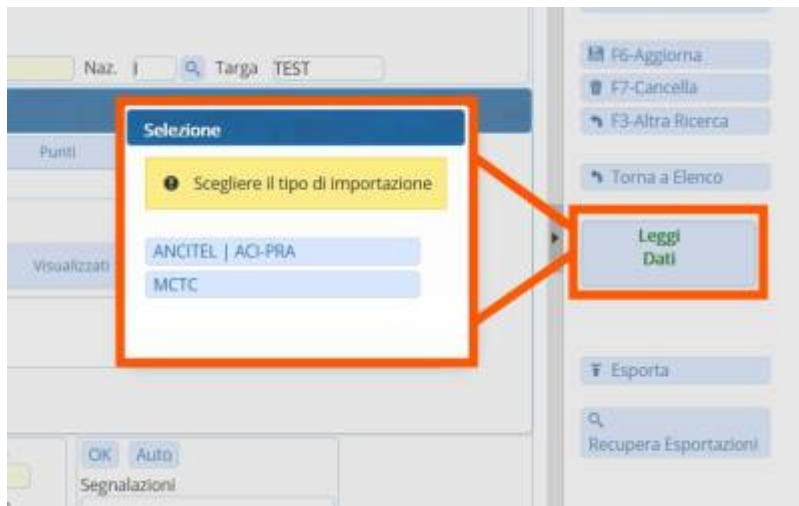 Naz. I Targa TEST
Selezione
Punti
Scegliere il tipo di importazione
Visualizzati
ANCITEL | ACI-PRA
MCTC
OK Auto
Segnalazioni
F6-Aggiorna
F7-Cancella
F3-Altra Ricerca
Torna a Elenco
Leggi
Dati
Esporta
Recupera Esportazioni